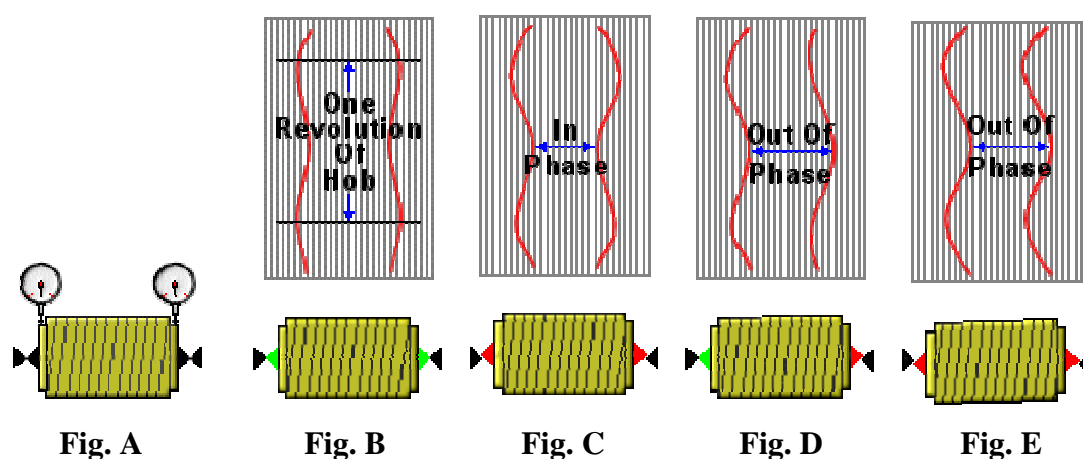 One
Revolution
Of
Hob
In
Phase
Out Of
Phase
Out Of
Phase
Fig. A
Fig. B
Fig. C
Fig. D
Fig. E